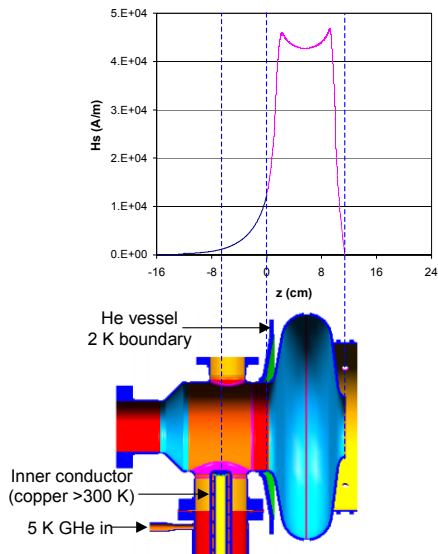 5.E+04
4.E+04
3.E+04
2.E+04
1.E+04
0.E+00
Hs (A/m)
-16 -8 0 8 16 24
z (cm)
He vessel
2 K boundary
Inner conductor
(copper >300 K)
5 K GHe in